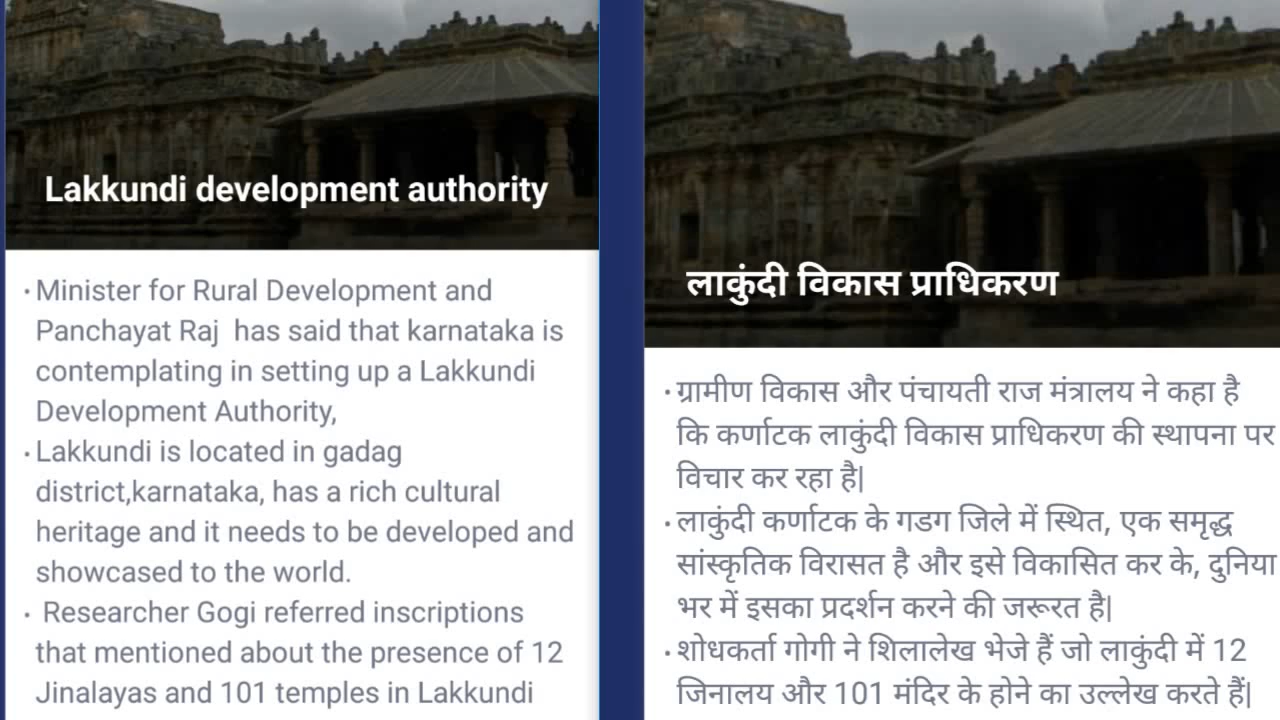 Lakkundi development authority
· Minister for Rural Development and
Panchayat Raj  has said that karnataka is
contemplating in setting up a Lakkundi
Development Authority,
· Lakkundi is located in gadag
district,karnataka, has a rich cultural
heritage and it needs to be developed and
showcased to the world.
· Researcher Gogi referred inscriptions
that mentioned about the presence of 12
Jinalayas and 101 temples in Lakkundi
लाकुंदी विकास प्राधिकरण
· ग्रामीण विकास और पंचायती राज मंत्रालय ने कहा है
कि कर्णाटक लाकुंदी विकास प्राधिकरण की स्थापना पर
विचार कर रहा है|
· लाकुंदी कर्णाटक के गडग जिले में स्थित, एक समृद्ध
सांस्कृतिक विरासत है और इसे विकासित कर के, दुनिया
भर में इसका प्रदर्शन करने की जरूरत है|
· शोधकर्ता गोगी ने शिलालेख भेजे हैं जो लाकुंदी में 12
जिनालय और 101 मंदिर के होने का उल्लेख करते हैं|